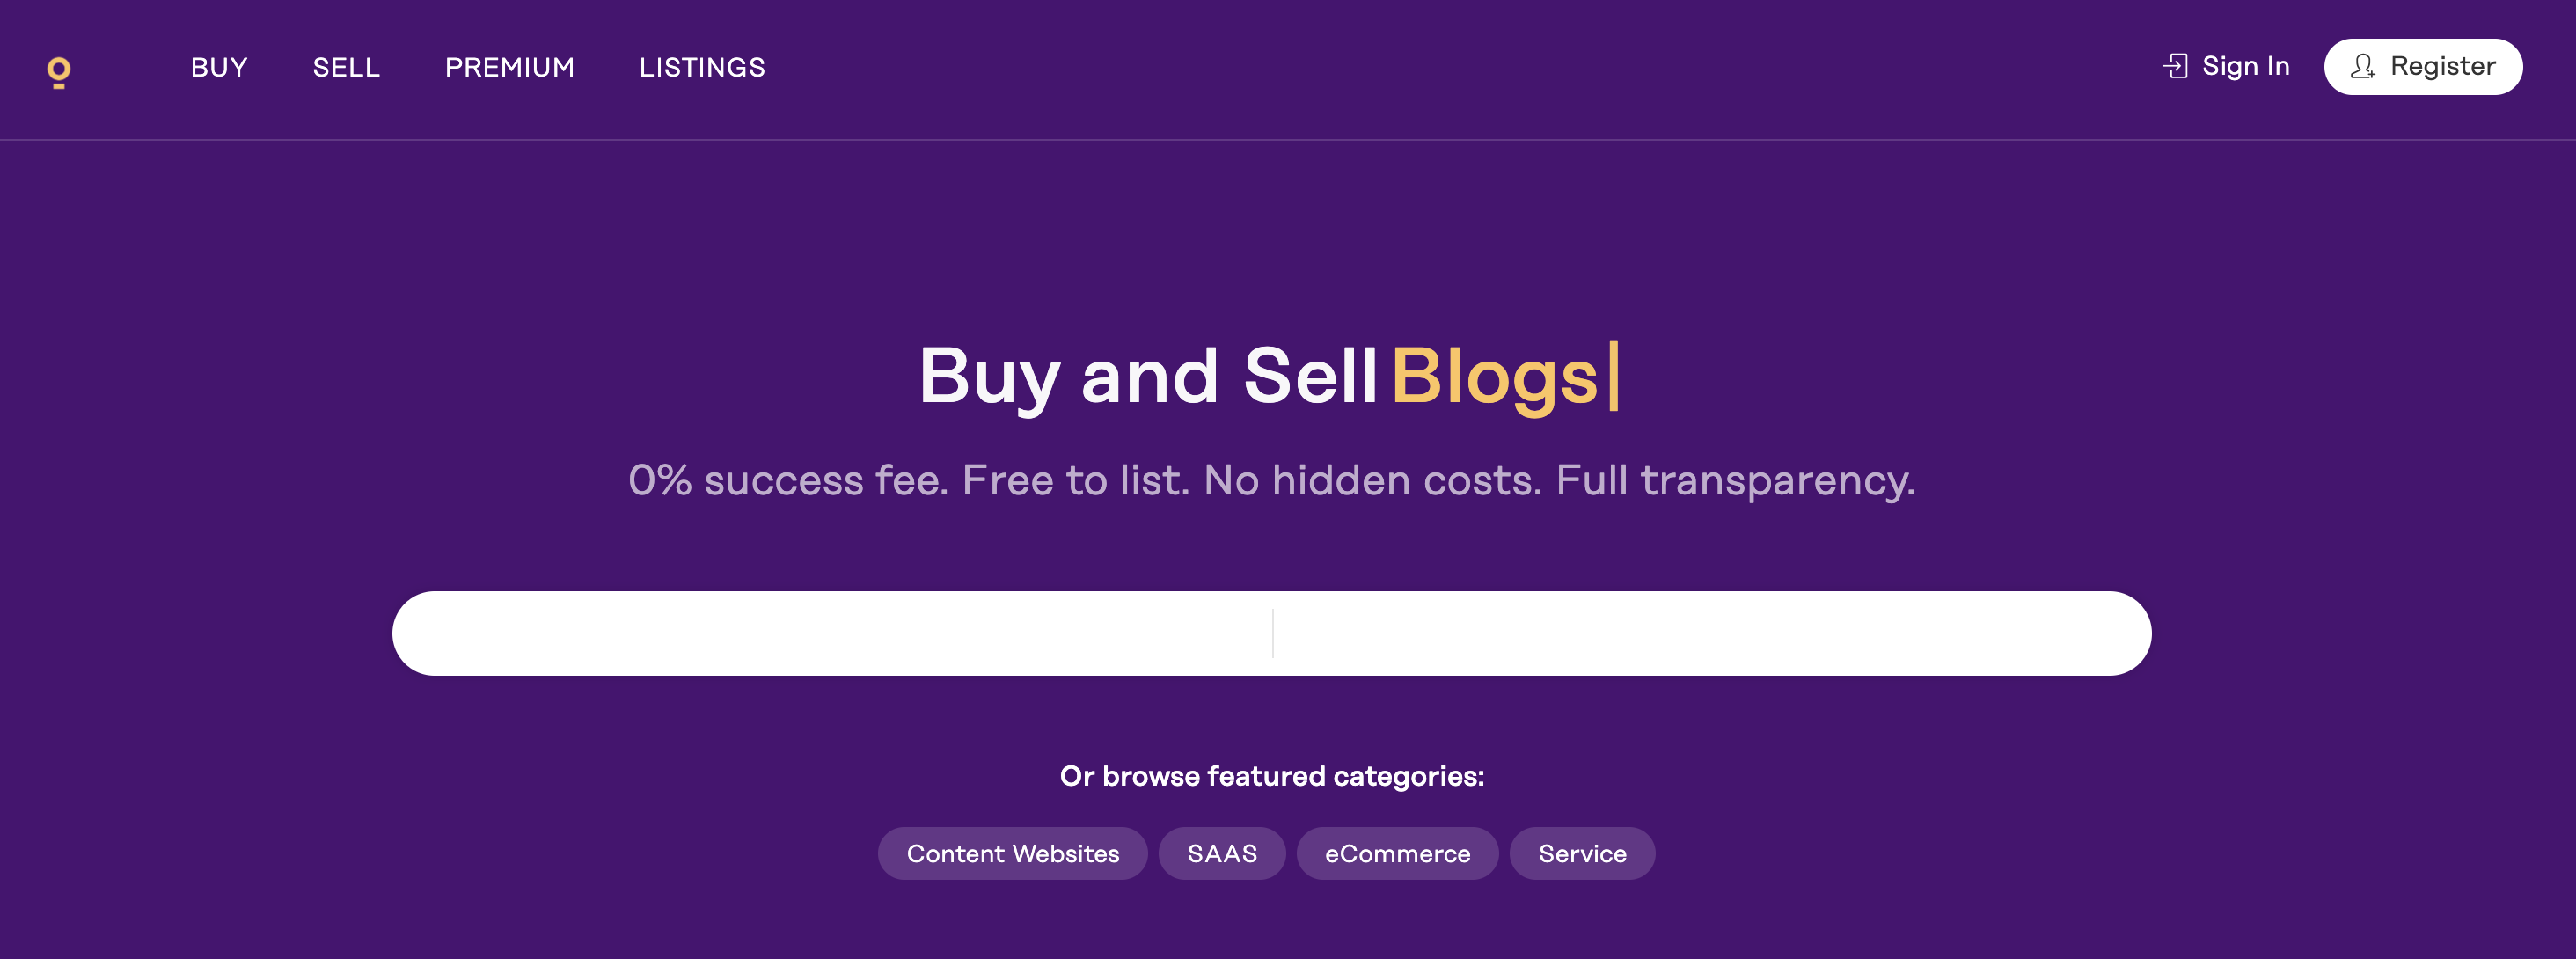 BUY SELL PREMIUM LISTINGS Sign In Register
Buy and Sell Blogs
0% success fee. Free to list. No hidden costs. Full transparency.
Or browse featured categories:
Content Websites SAAS eCommerce Service